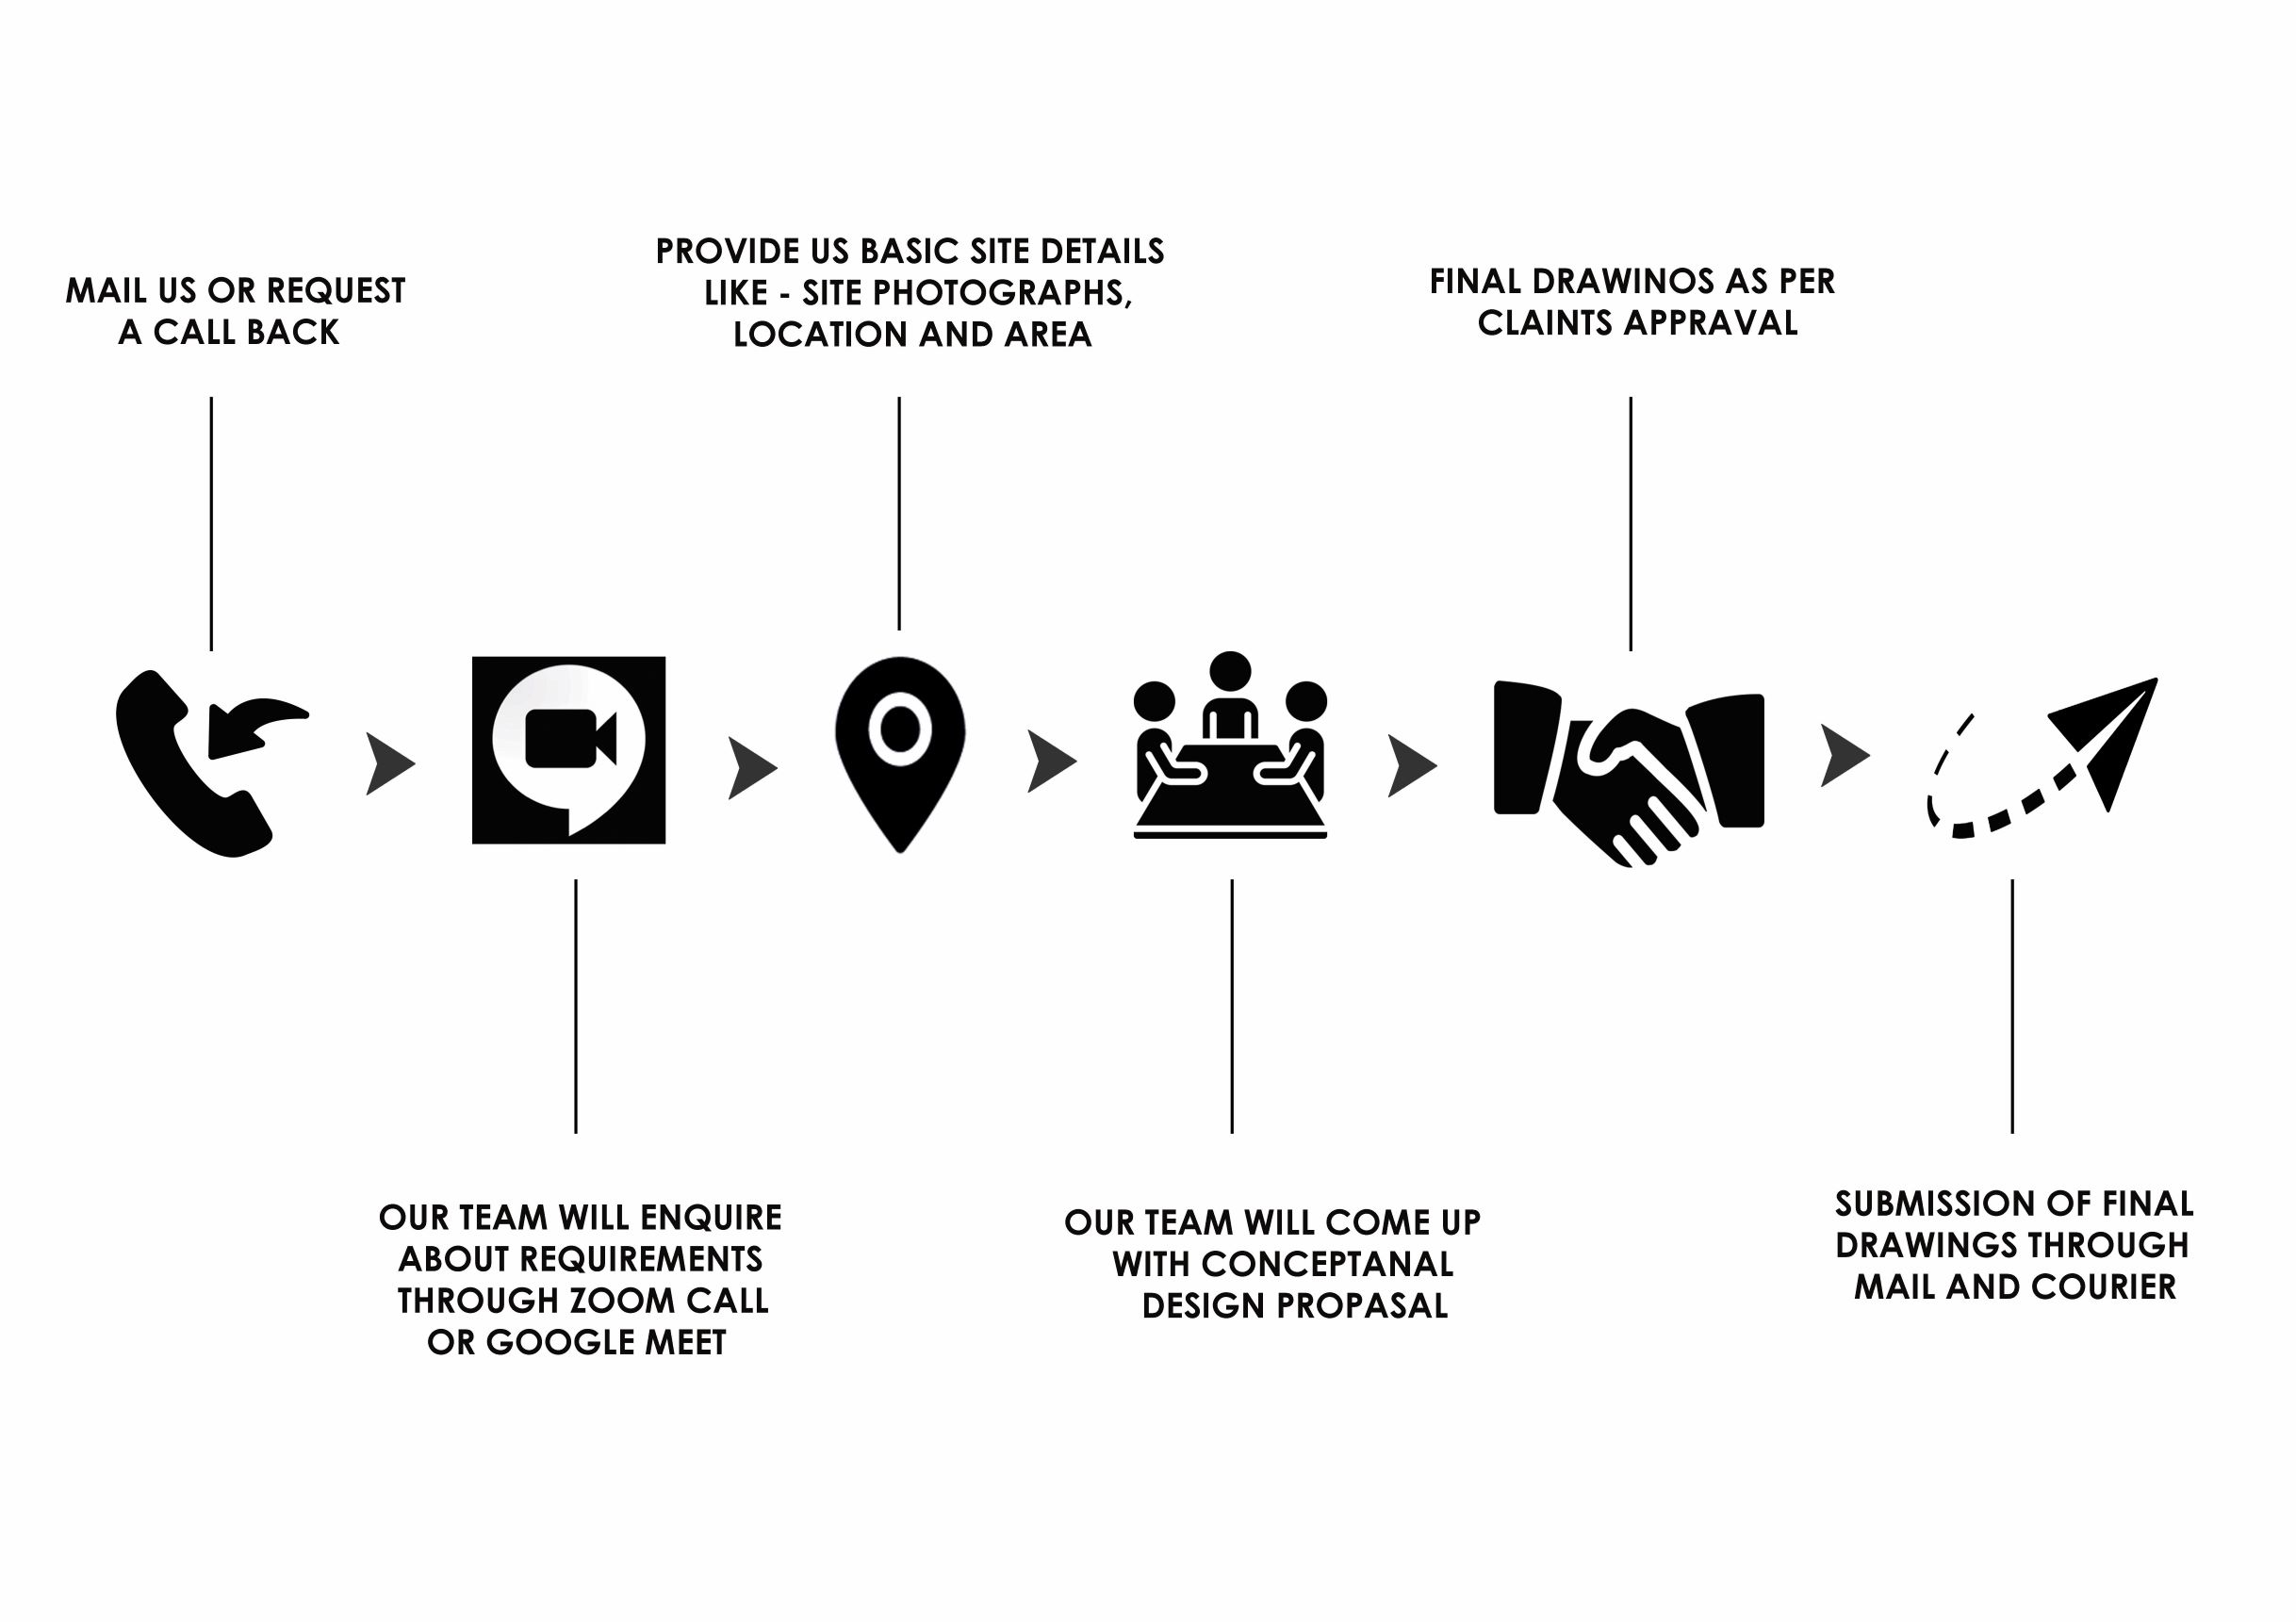 MAIL US OR REQUEST
A CALL BACK
OUR TEAM WILL ENQUIRE
ABOUT REQUIREMENTS
THROUGH ZOOM CALL
OR GOOGLE MEET
PROVIDE US BASIC SITE DETAILS
LIKE - SITE PHOTOGRAPHS,
LOCATION AND AREA
OUR TEAM WILL COME UP
WITH CONCEPTANAL
DESIGN PROPASAL
FINAL DRAWINOS AS PER
CLAINTS APPRAVAL
SUBMISSION OF FINAL
DRAWINGS THROUGH
MAIL AND COURIER